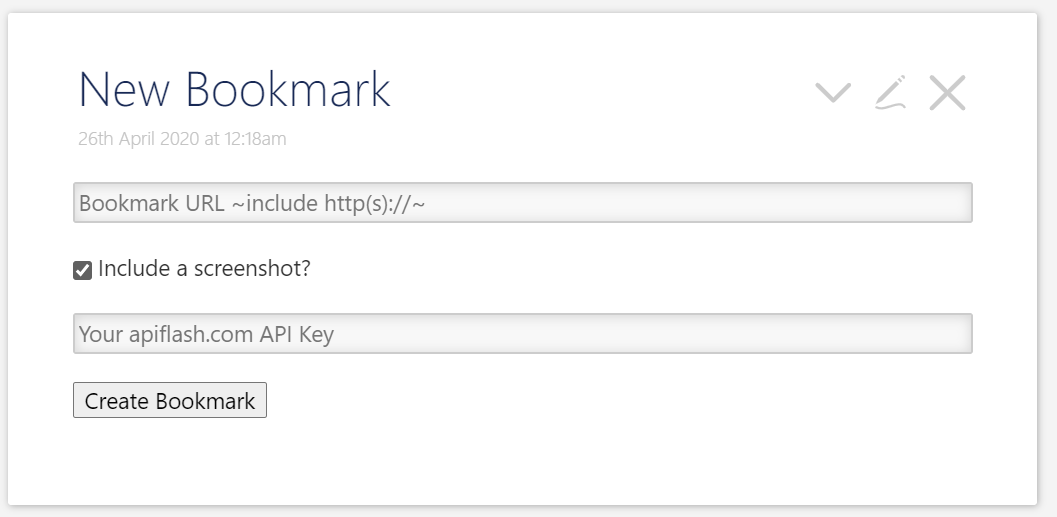 New Bookmark
26th April 2020 at 12:18am
Bookmark URL ~include http(s)://~
Include a screenshot?
Your apiflash.com API Key
Create Bookmark